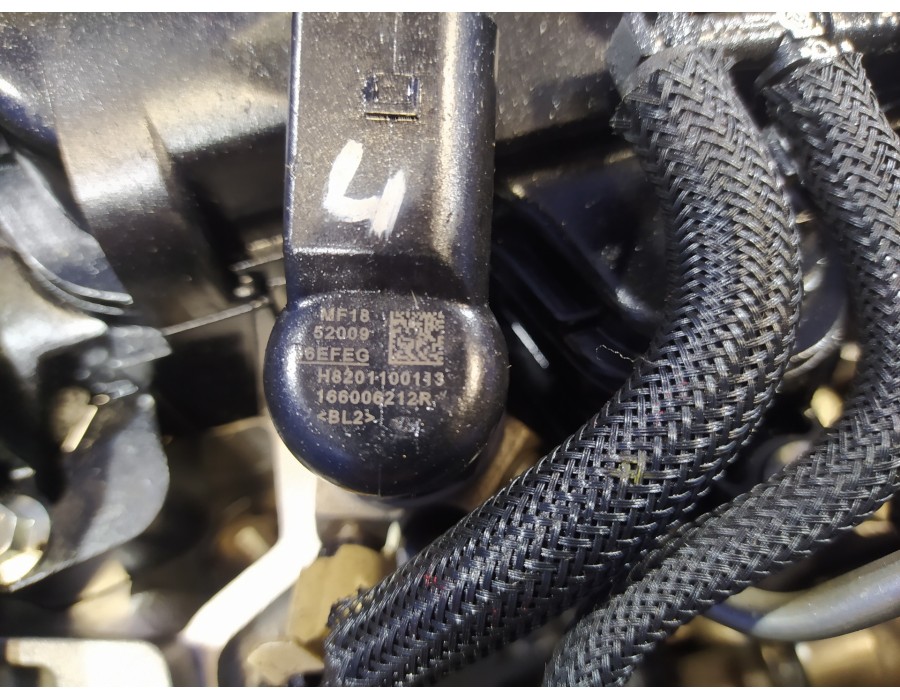 4
MF18
52009
6EFEG
H8201100113
166006212R
<BL2>